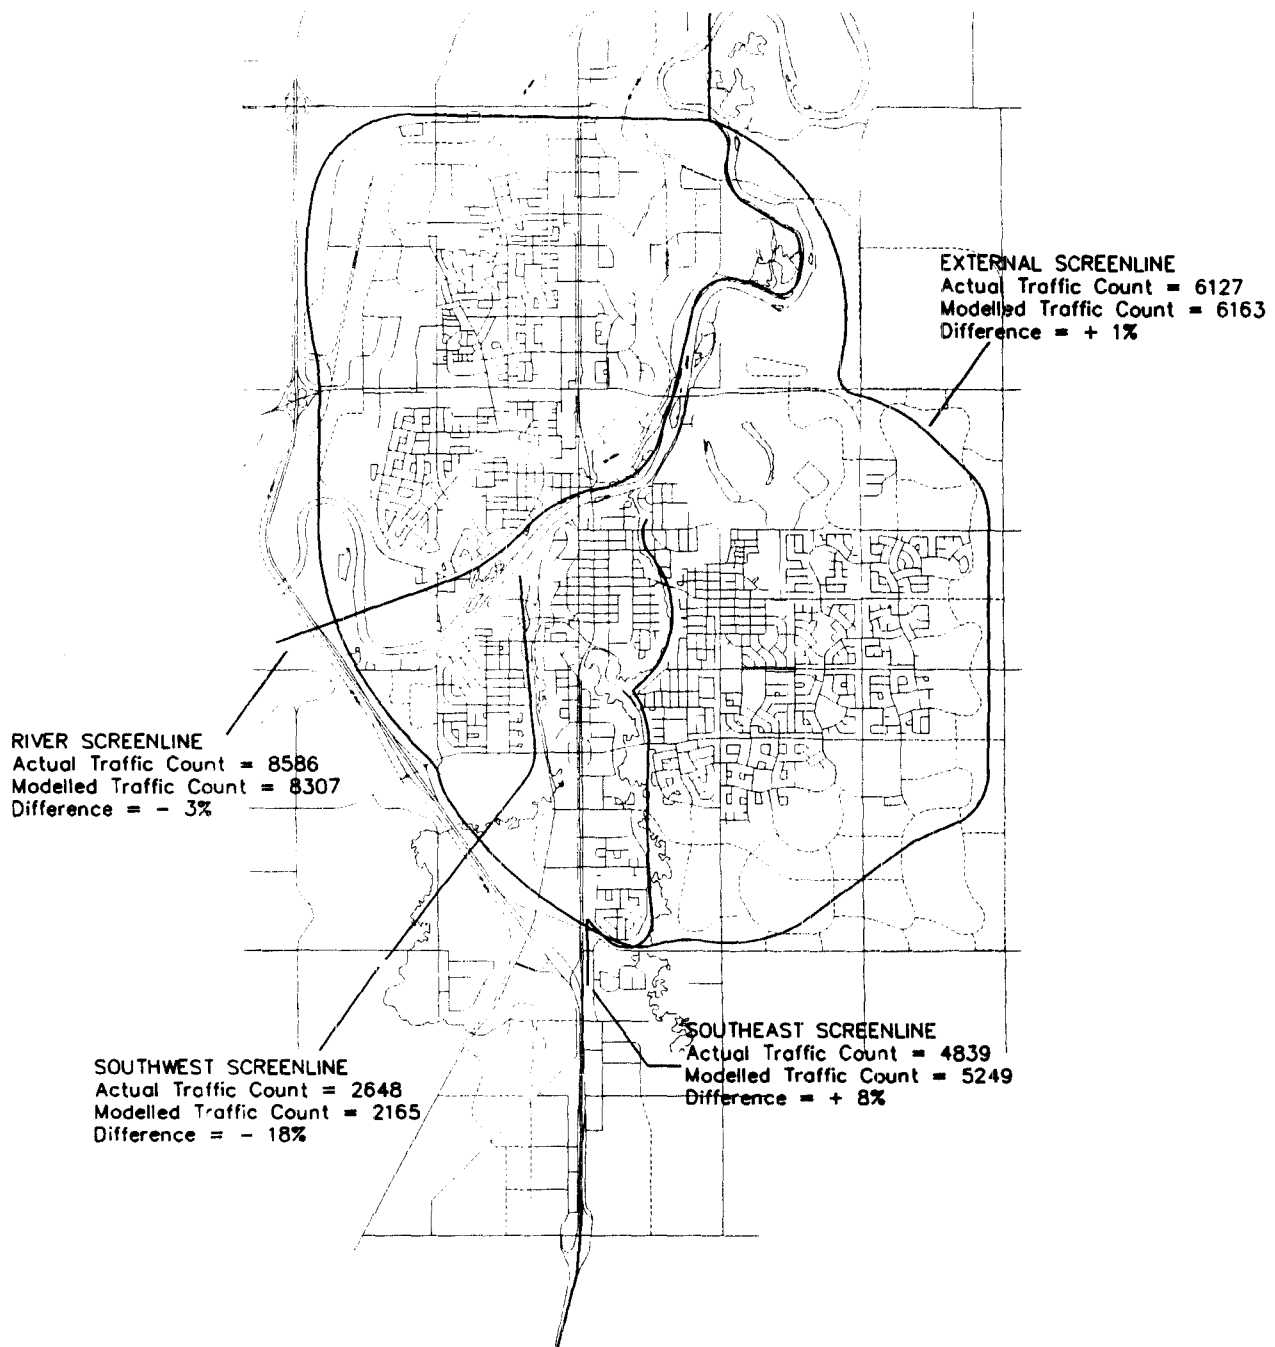 EXTERNAL SCREENLINE
Actual Traffic Count = 6127
Modelled Traffic Count = 6163
Difference = + 1%
RIVER SCREENLINE
Actual Traffic Count = 8586
Modelled Traffic Count = 8307
Difference = - 3%
SOUTHEAST SCREENLINE
Actual Traffic Count = 4839
Modelled Traffic Count = 5249
Difference = + 8%
SOUTHWEST SCREENLINE
Actual Traffic Count = 2648
Modelled Traffic Count = 2165
Difference = - 18%